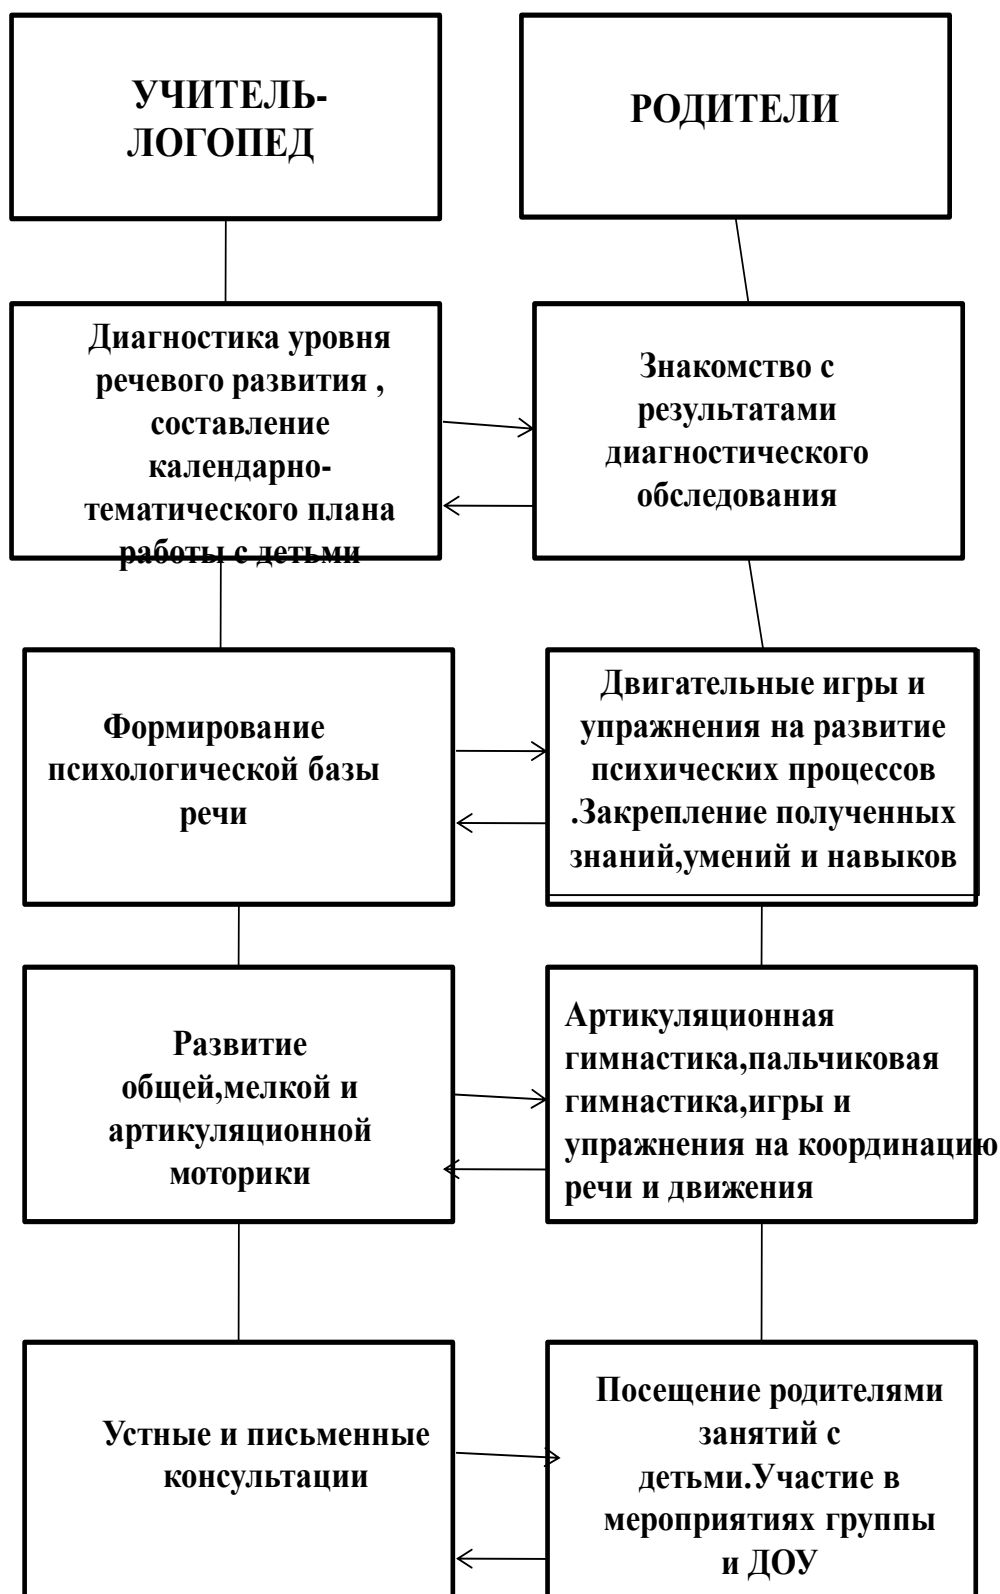 УЧИТЕЛЬ-
ЛОГОПЕД
РОДИТЕЛИ
Диагностика уровня
речевого развития ,
составление
календарно-
тематического плана
работы с детьми
Знакомство с
результатами
диагностического
обследования
Формирование
психологической базы
речи
Двигательные игры и
упражнения на развитие
психических процессов
.Закрепление полученных
знаний,умений и навыков
Развитие
общей,мелкой и
артикуляционной
моторики
Артикуляционная
гимнастика,пальчиковая
гимнастика,игры и
упражнения на координацию
речи и движения
Устные и письменные
консультации
Посещение родителями
занятий с
детьми.Участие в
мероприятиях группы
и ДОУ